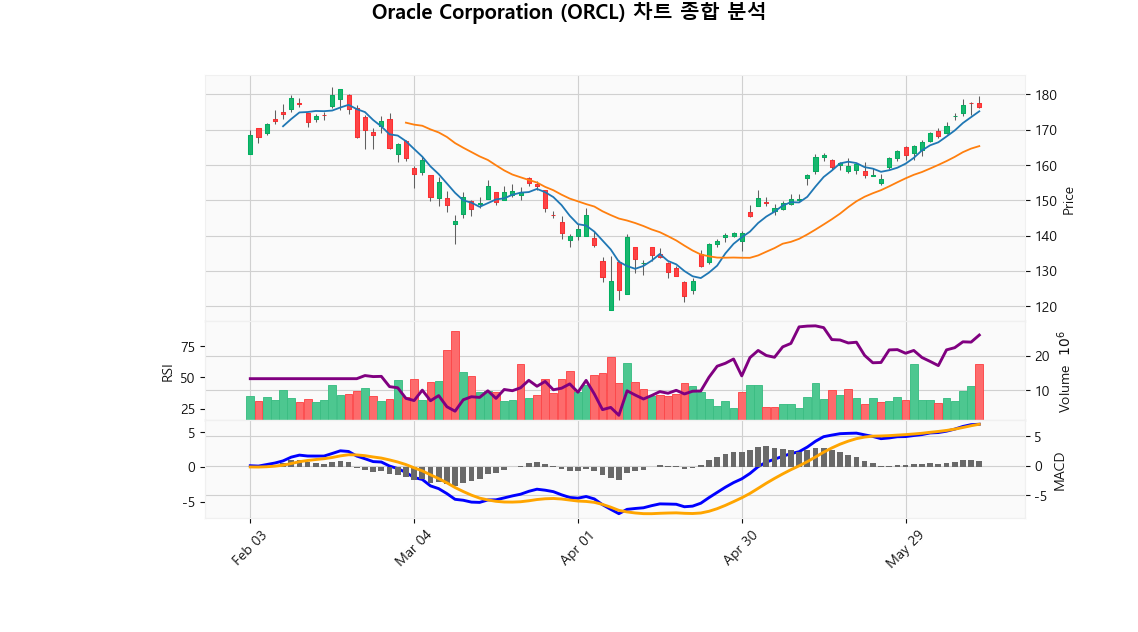 Oracle Corporation (ORCL) 차트 종합 분석
180
170
160
150
140
130
120
Price
75
50
25
RSI
20
10
Volume 10⁶
5
0
-5
5
0
-5
MACD
Feb 03
Mar 04
Apr 01
Apr 30
May 29